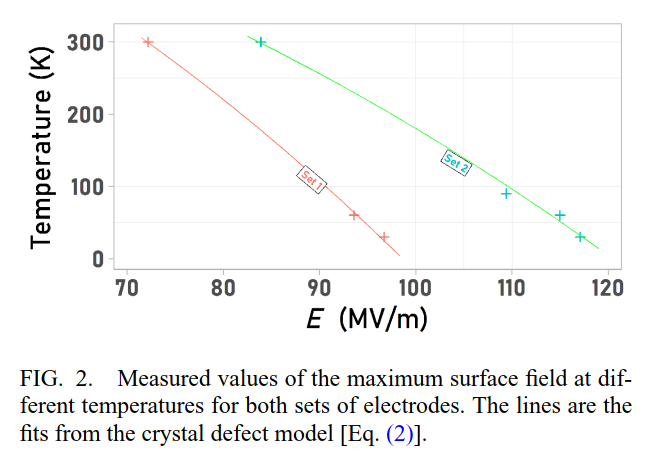 Temperature (K)
300
200
100
0
Set 1
Set 2
70 80 90 100 110 120
E (MV/m)
FIG. 2. Measured values of the maximum surface field at dif-
ferent temperatures for both sets of electrodes. The lines are the
fits from the crystal defect model [Eq. (2)].